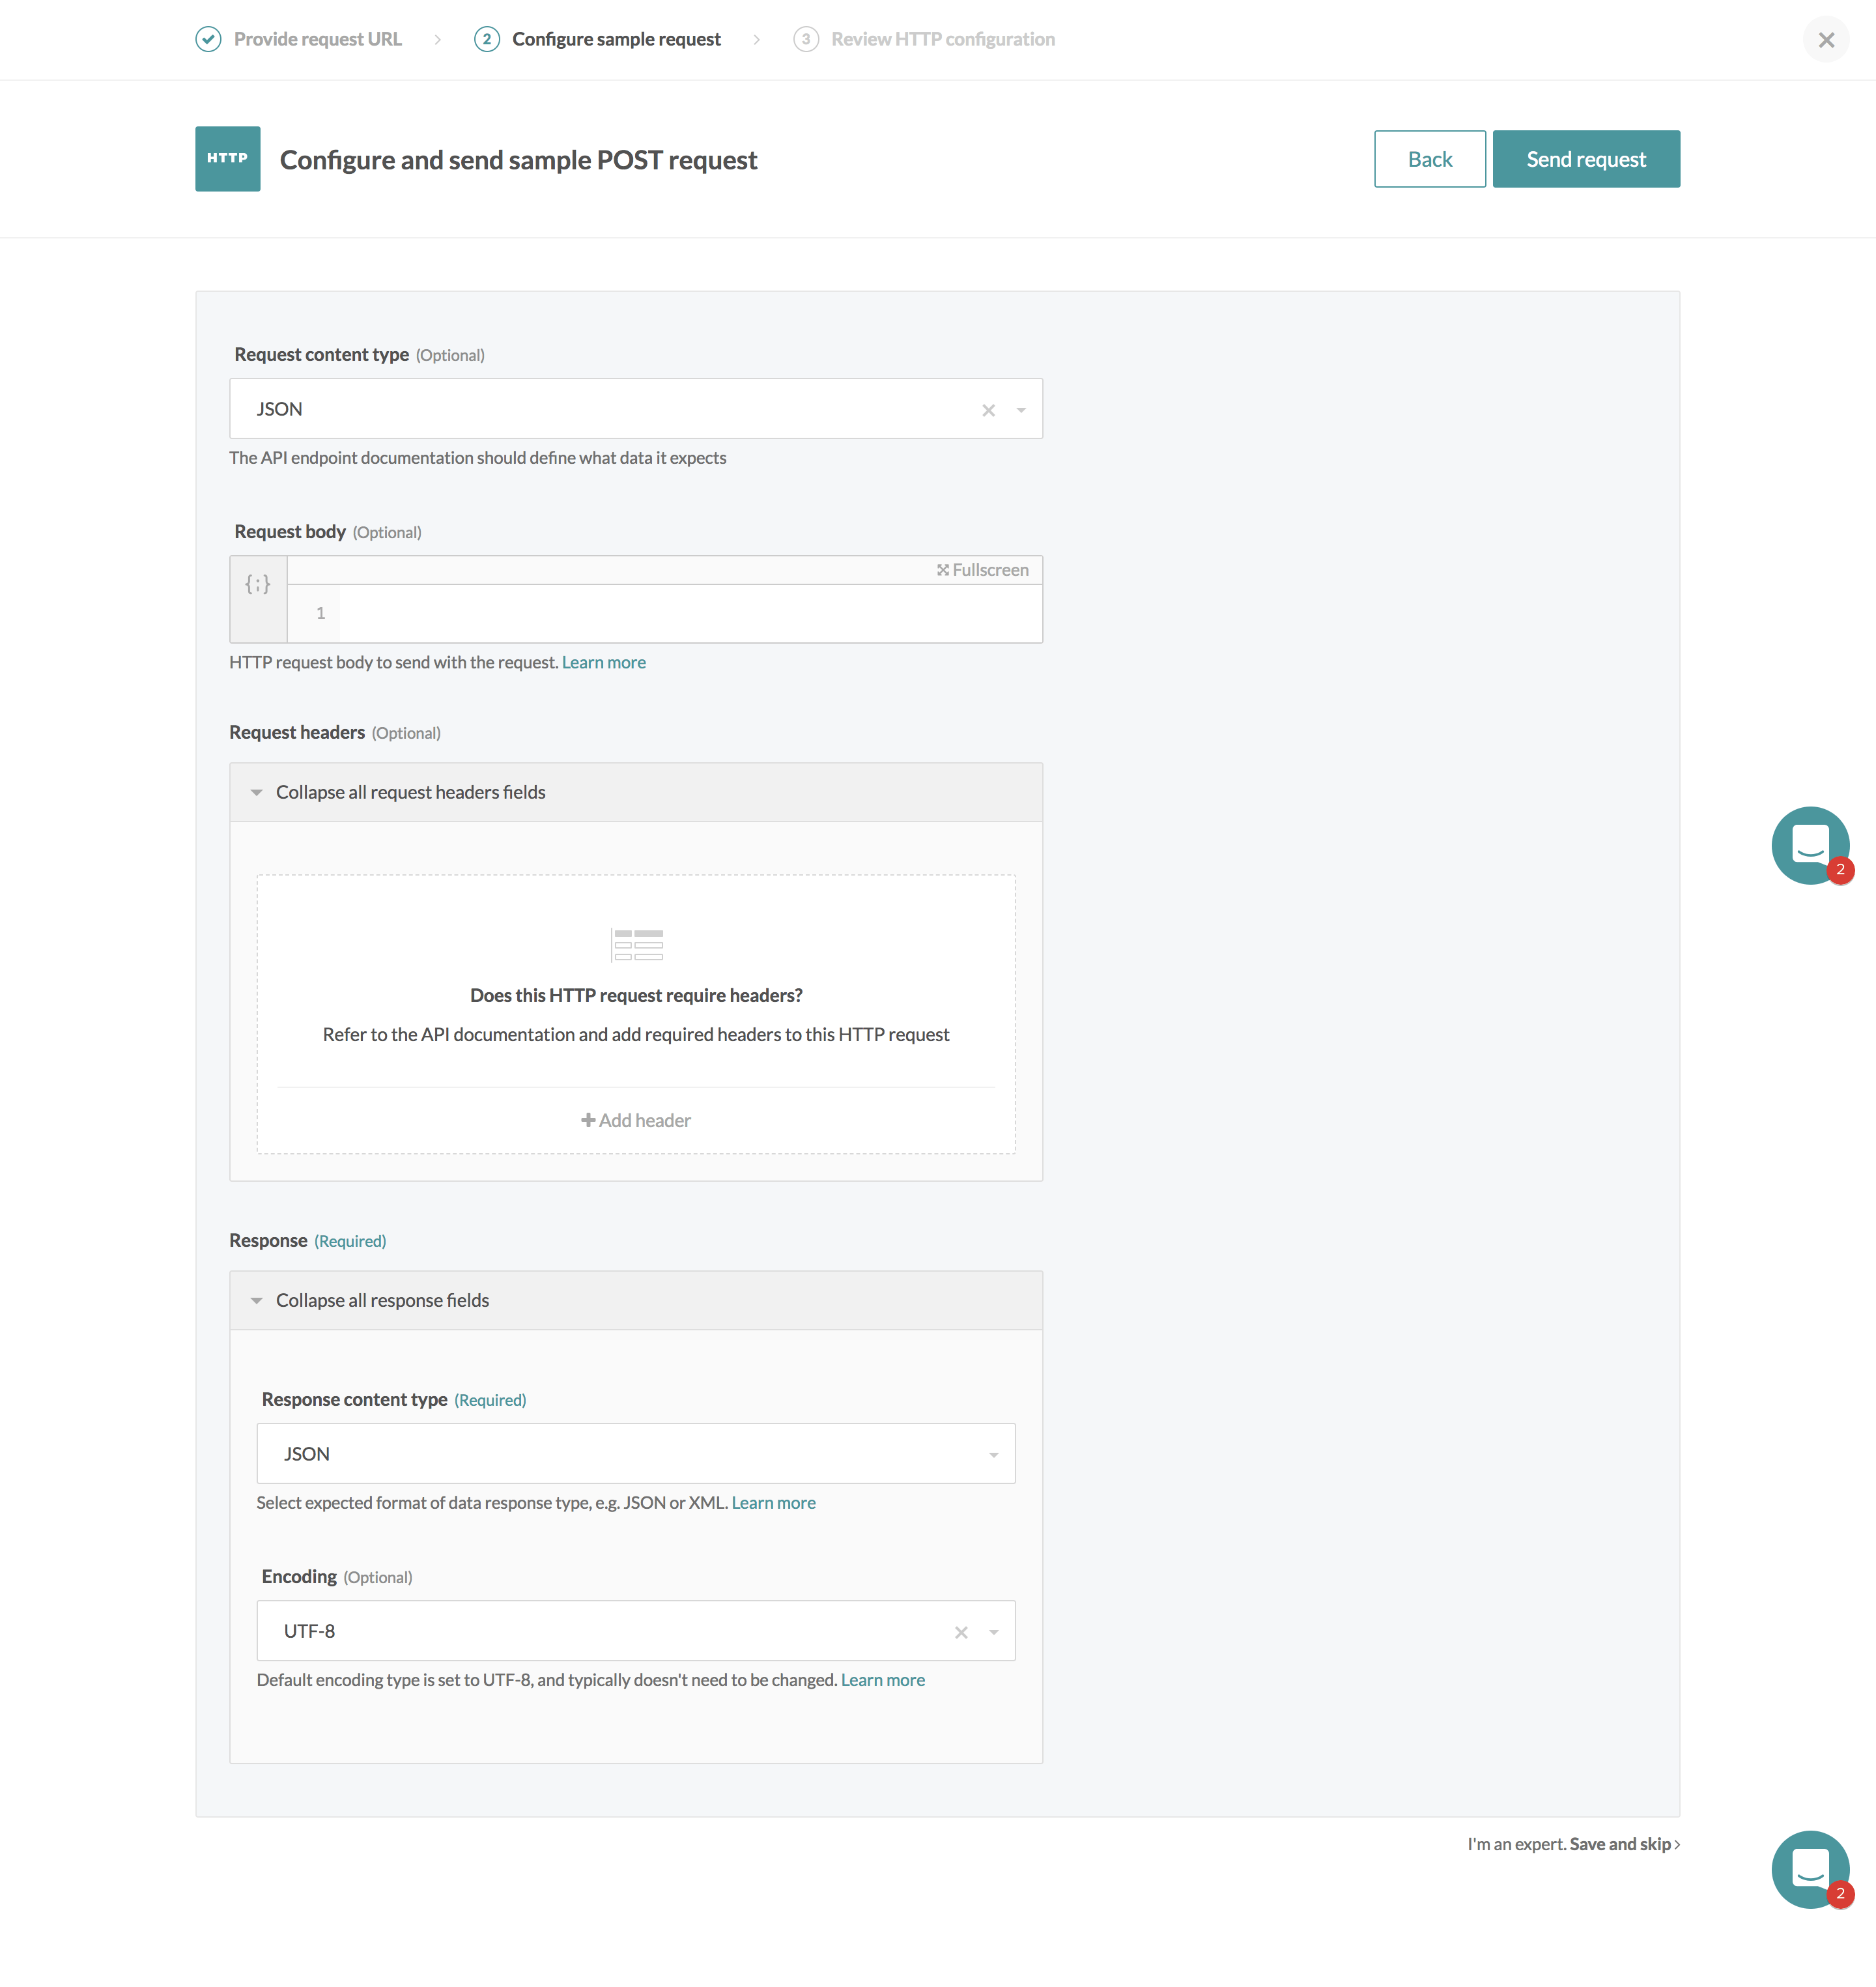 Provide request URL
2 Configure sample request
3 Review HTTP configuration
HTTP
Configure and send sample POST request
Back
Send request
Request content type (Optional)
JSON
The API endpoint documentation should define what data it expects
Request body (Optional)
{;}
Fullscreen
1
HTTP request body to send with the request. Learn more
Request headers (Optional)
Collapse all request headers fields
Does this HTTP request require headers?
Refer to the API documentation and add required headers to this HTTP request
Add header
2
Response (Required)
Collapse all response fields
Response content type (Required)
JSON
Select expected format of data response type, e.g. JSON or XML. Learn more
Encoding (Optional)
UTF-8
Default encoding type is set to UTF-8, and typically doesn't need to be changed. Learn more
I'm an expert. Save and skip
2